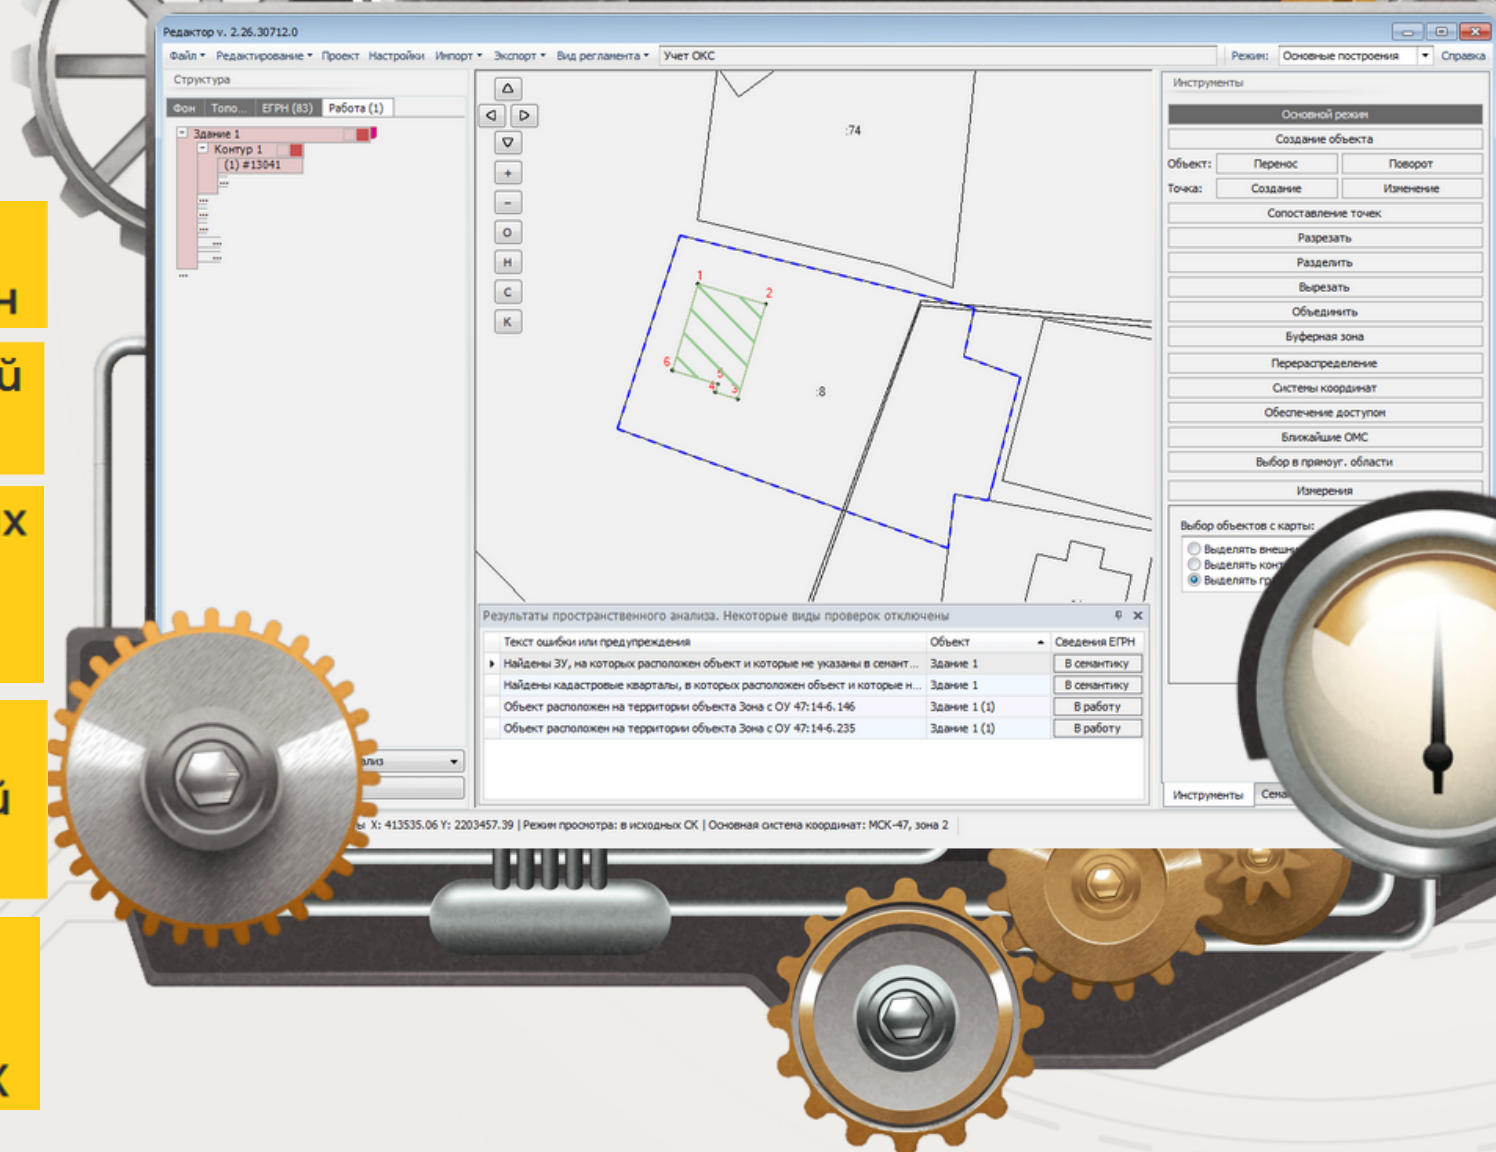 Редактор v. 2.26.30712.0
Файл Редактирование Проект Настройки Импорт Экспорт Вид регламента Учет ОКС Режим: Основные построения Справка
Структура
Фон Топо... ЕГРН (83) Работа (1)
Здание 1
Контур 1
(1) #13041
...
...
...
...
...
...
...
+
−
О
Н
С
К
:74
1
2
6
5
4
3
:8
Инструменты
Основной режим
Создание объекта
Объект: Перенос Поворот
Точка: Создание Изменение
Сопоставление точек
Разрезать
Разделить
Вырезать
Объединить
Буферная зона
Перераспределение
Системы координат
Обеспечение доступом
Ближайшие ОМС
Выбор в прямоуг. области
Измерения
Выбор объектов с карты:
Выделять внешн
Выделять конт
Выделять гр
Инструменты Сема
Результаты пространственного анализа. Некоторые виды проверок отключены
Текст ошибки или предупреждения Объект Сведения ЕГРН
Найдены ЗУ, на которых расположен объект и которые не указаны в семант... Здание 1 В семантику
Найдены кадастровые кварталы, в которых расположен объект и которые н... Здание 1 В семантику
Объект расположен на территории объекта Зона с ОУ 47:14-6.146 Здание 1 (1) В работу
Объект расположен на территории объекта Зона с ОУ 47:14-6.235 Здание 1 (1) В работу
ализ
ы X: 413535.06 Y: 2203457.39 | Режим просмотра: в исходных СК | Основная система координат: МСК-47, зона 2
н
й
х
й
х